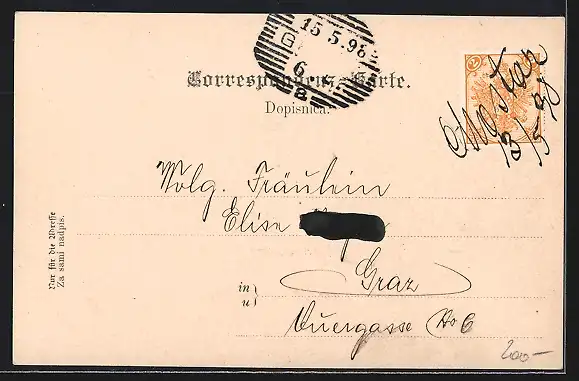 15.5.98
6
a
Correspondenz-Karte.
Dopisnica.
Mostar
13/5 98
2
Wolg. Fräulein
Elise
in
u
Graz
No 6
Nur für die Adresse
Za sami nadpis.
200-